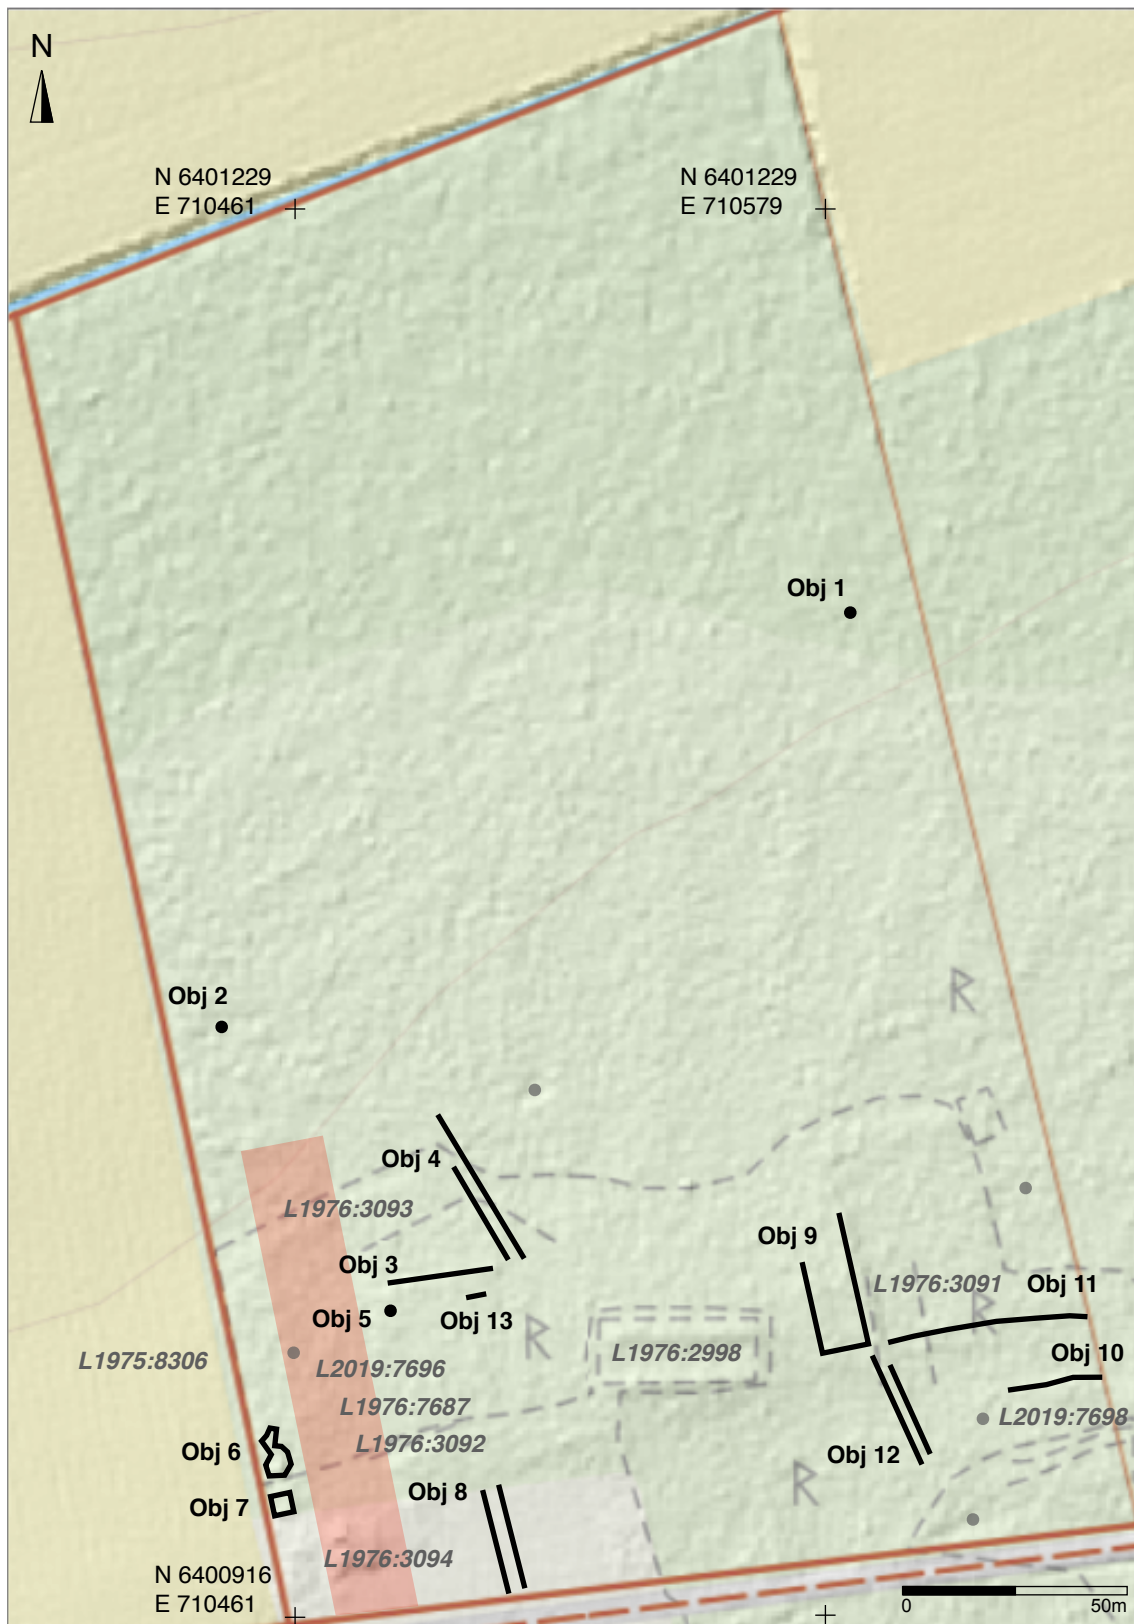 N
N 6401229
E 710461
N 6401229
E 710579
Obj 1
Obj 2
Obj 4
L1976:3093
Obj 9
Obj 3
L1976:3091
Obj 11
Obj 5
Obj 13
R
R
R
L1975:8306
L2019:7696
L1976:2998
Obj 10
L1976:7687
L2019:7698
Obj 6
L1976:3092
Obj 12
R
Obj 7
Obj 8
L1976:3094
N 6400916
E 710461
0
50m